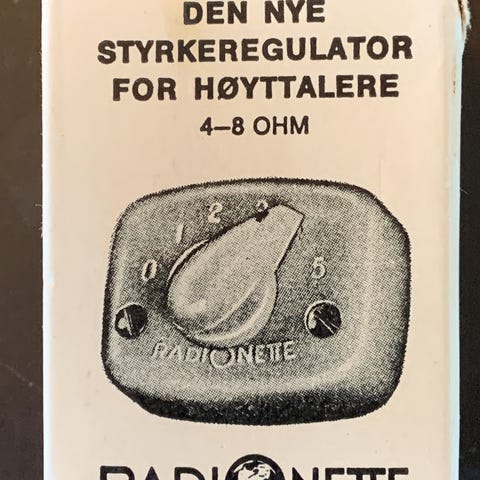 DEN NYE
STYRKEREGULATOR
FOR HØYTTALERE
4–8 OHM
0 1 2 3 5
RADIONETTE
RADIONETTE